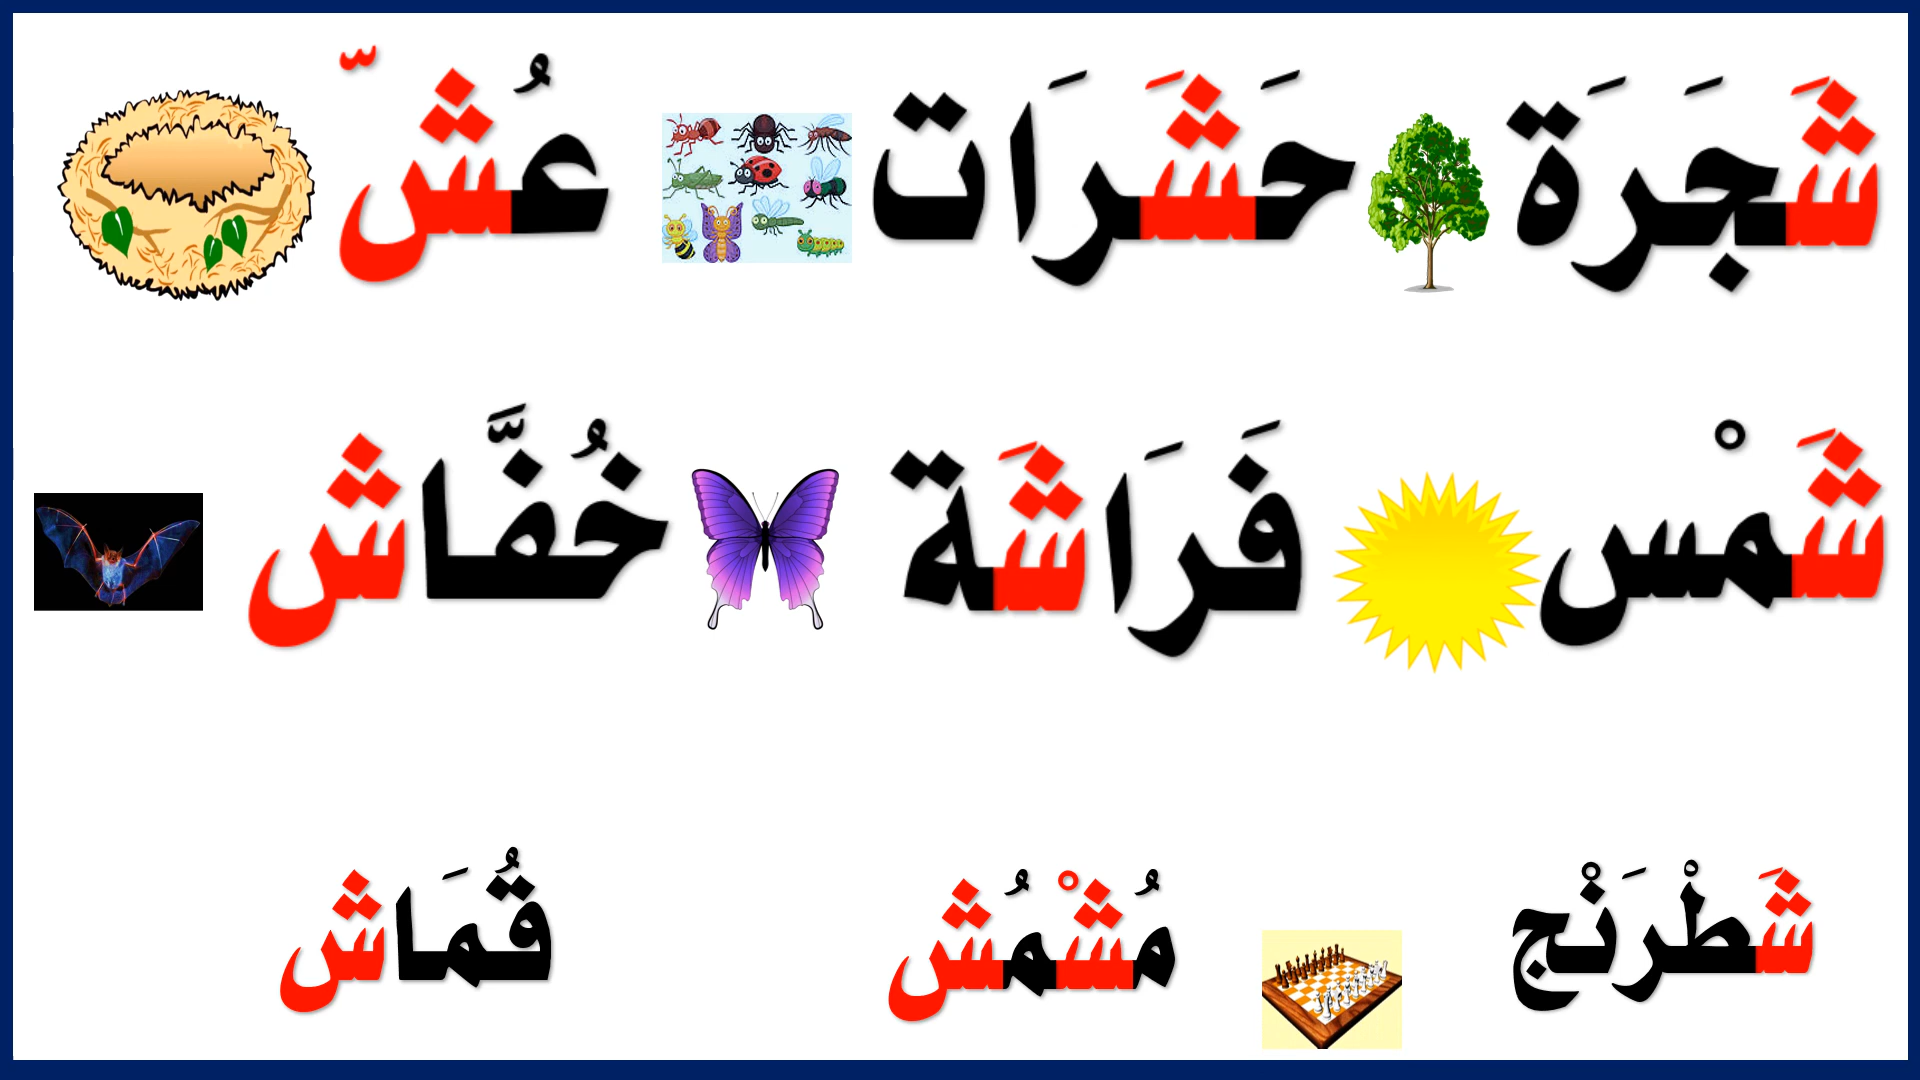 شَجَرَة حَشَرَات عُشّ
شَمْس فَرَاشَة خُفَّاش
شَطْرَنْج مُشْمُش قُمَاش